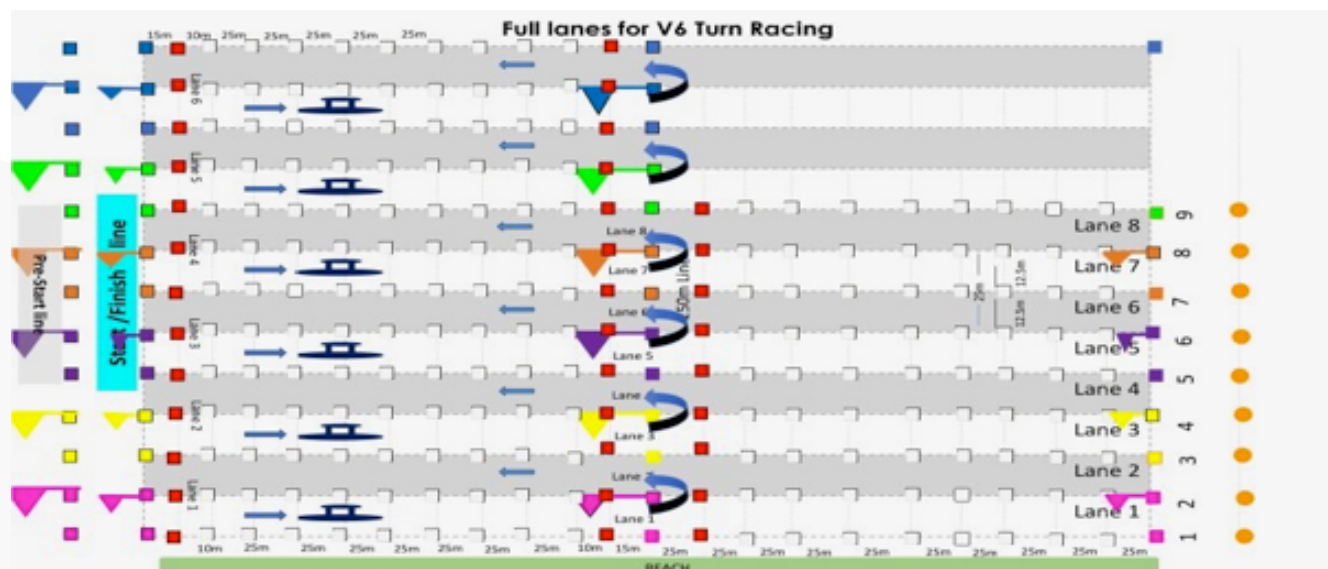 Full lanes for V6 Turn Racing
15m 10m 25m 25m 25m 25m 25m
Lane 6
Lane 5
Lane 4
Lane 3
Lane 2
Lane 1
Pre-Start line
Start /Finish line
Lane 8
Lane 7
Lane 6
Lane 5
Lane
Lane 3
Lane
Lane 1
50m Line
25m
12.5m
12.5m
Lane 8
Lane 7
Lane 6
Lane 5
Lane 4
Lane 3
Lane 2
Lane 1
9
8
7
6
5
4
3
2
1
10m 25m 25m 25m 25m 25m 25m 25m 10m 15m 25m 25m 25m 25m 25m 25m 25m 25m 25m
BEACH